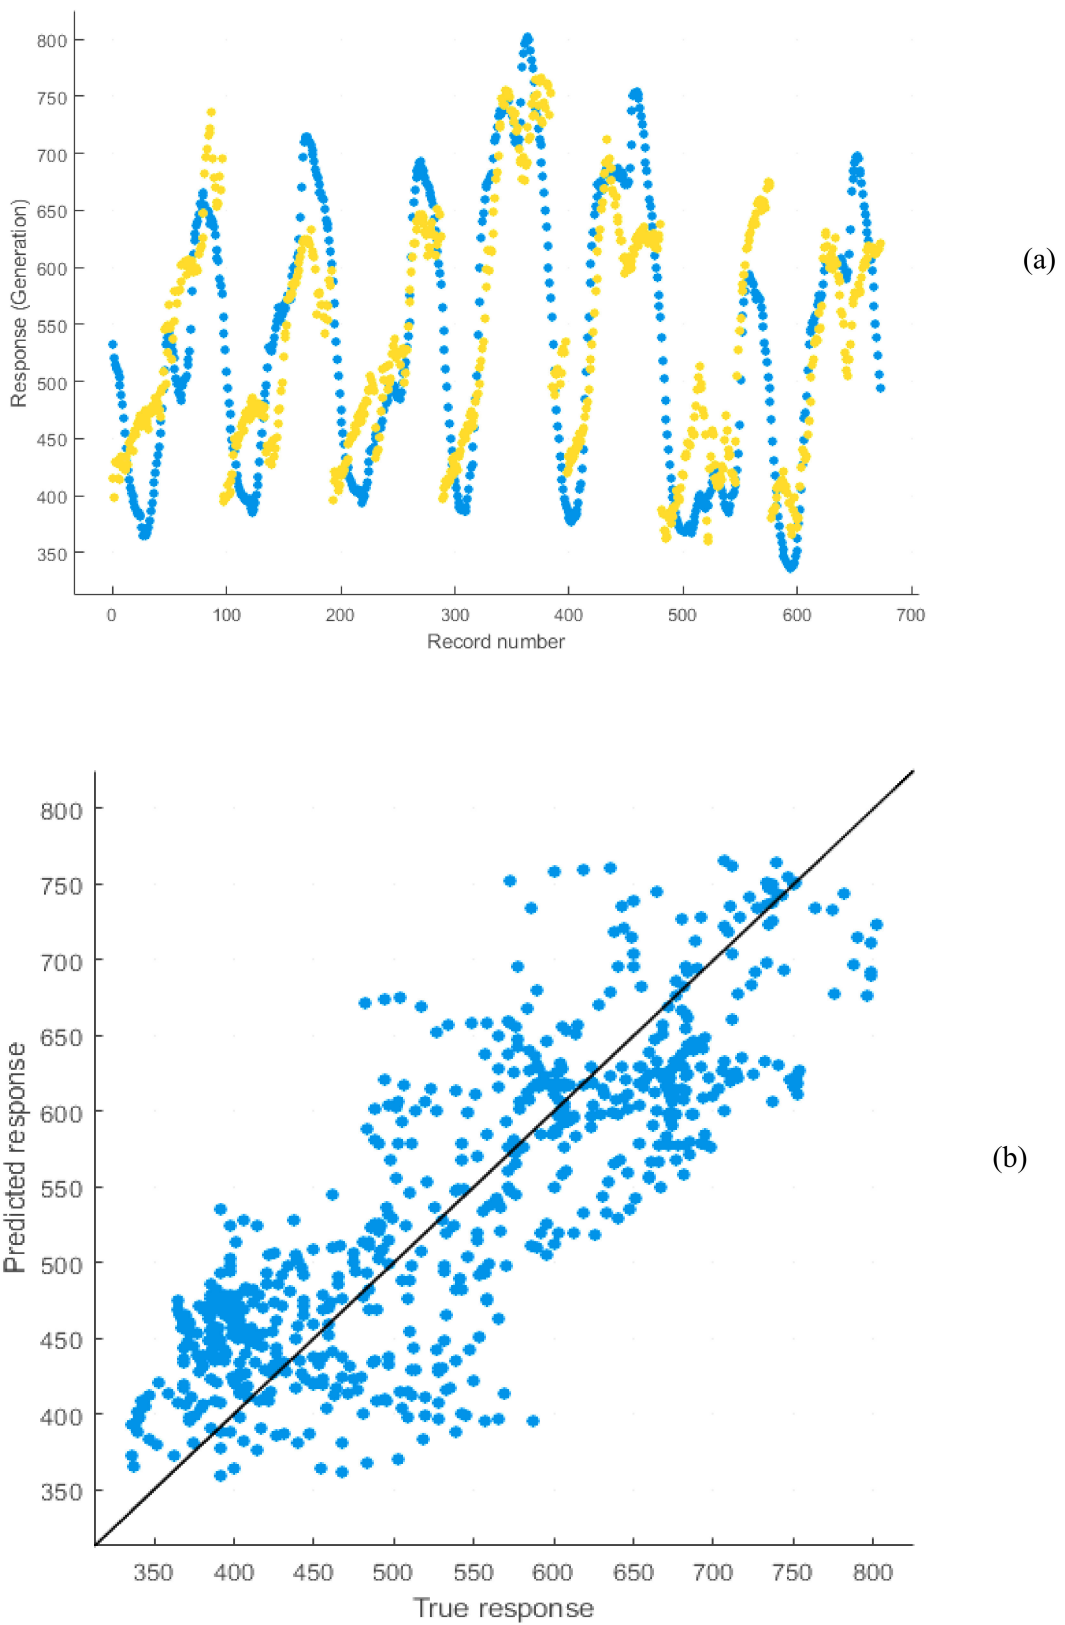 800
750
700
650
600
550
500
450
400
350
Response (Generation)
0 100 200 300 400 500 600 700
Record number
(a)
800
750
700
650
600
550
500
450
400
350
Predicted response
350 400 450 500 550 600 650 700 750 800
True response
(b)